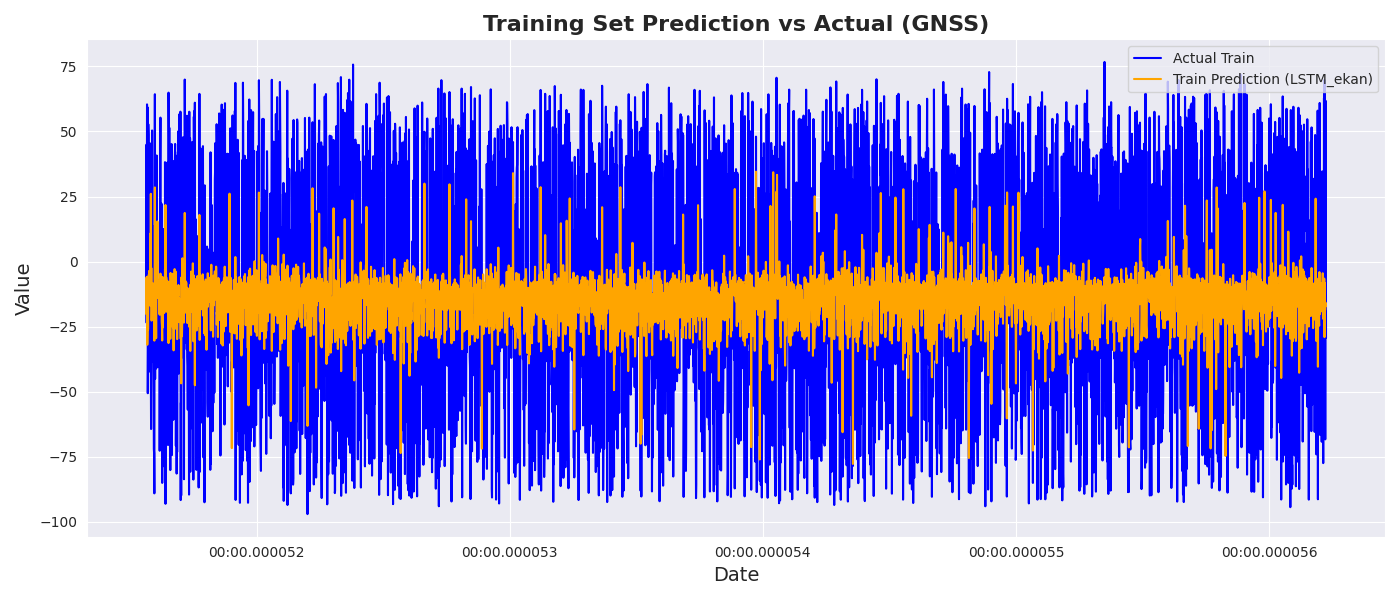 Training Set Prediction vs Actual (GNSS)
Actual Train
Train Prediction (LSTM_ekan)
Value
75
50
25
0
−25
−50
−75
−100
00:00.000052
00:00.000053
00:00.000054
00:00.000055
00:00.000056
Date